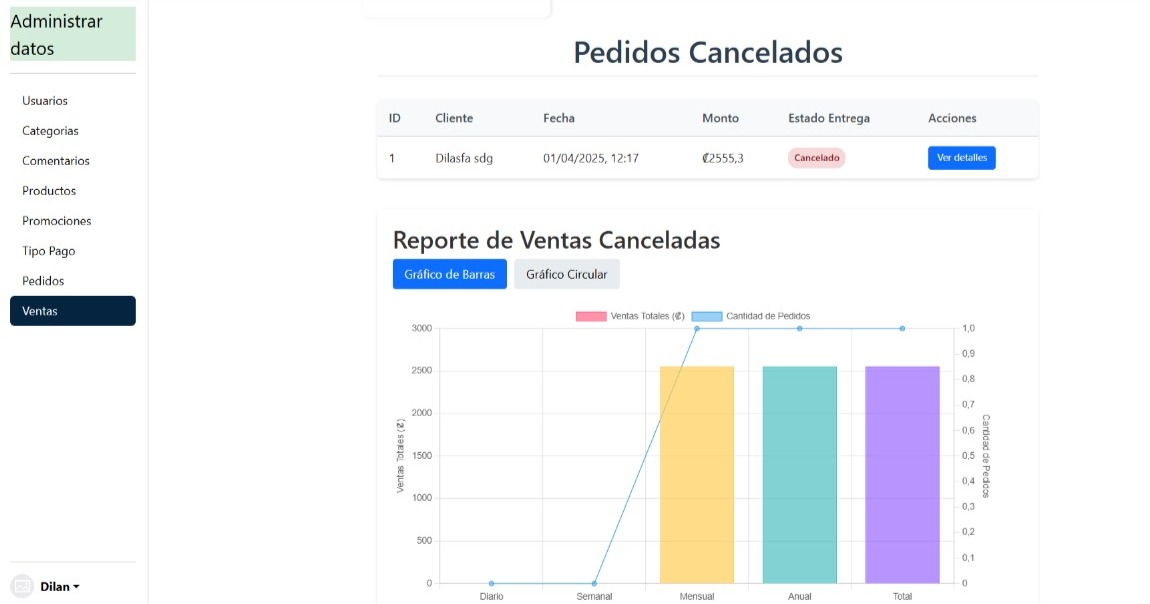 Administrar
datos
Usuarios
Categorias
Comentarios
Productos
Promociones
Tipo Pago
Pedidos
Ventas
Dilan
Pedidos Cancelados
ID Cliente Fecha Monto Estado Entrega Acciones
1 Dilasfa sdg 01/04/2025, 12:17 ₡2555,3 Cancelado Ver detalles
Reporte de Ventas Canceladas
Gráfico de Barras Gráfico Circular
Ventas Totales (₡) Cantidad de Pedidos
3000 1,0
0,9
2500
0,8
0,7
2000
0,6
1500 0,5
0,4
1000
0,3
500 0,2
0,1
0 0
Ventas Totales (₡)
Cantidad de Pedidos
Diario Semanal Mensual Anual Total